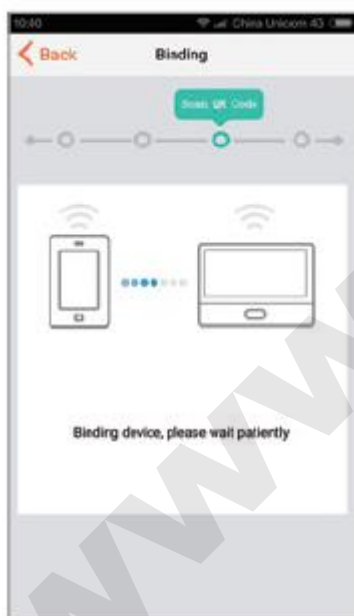 10:40 China Unicom 4G
Back Binding
Scan QR Code
Binding device, please wait patiently